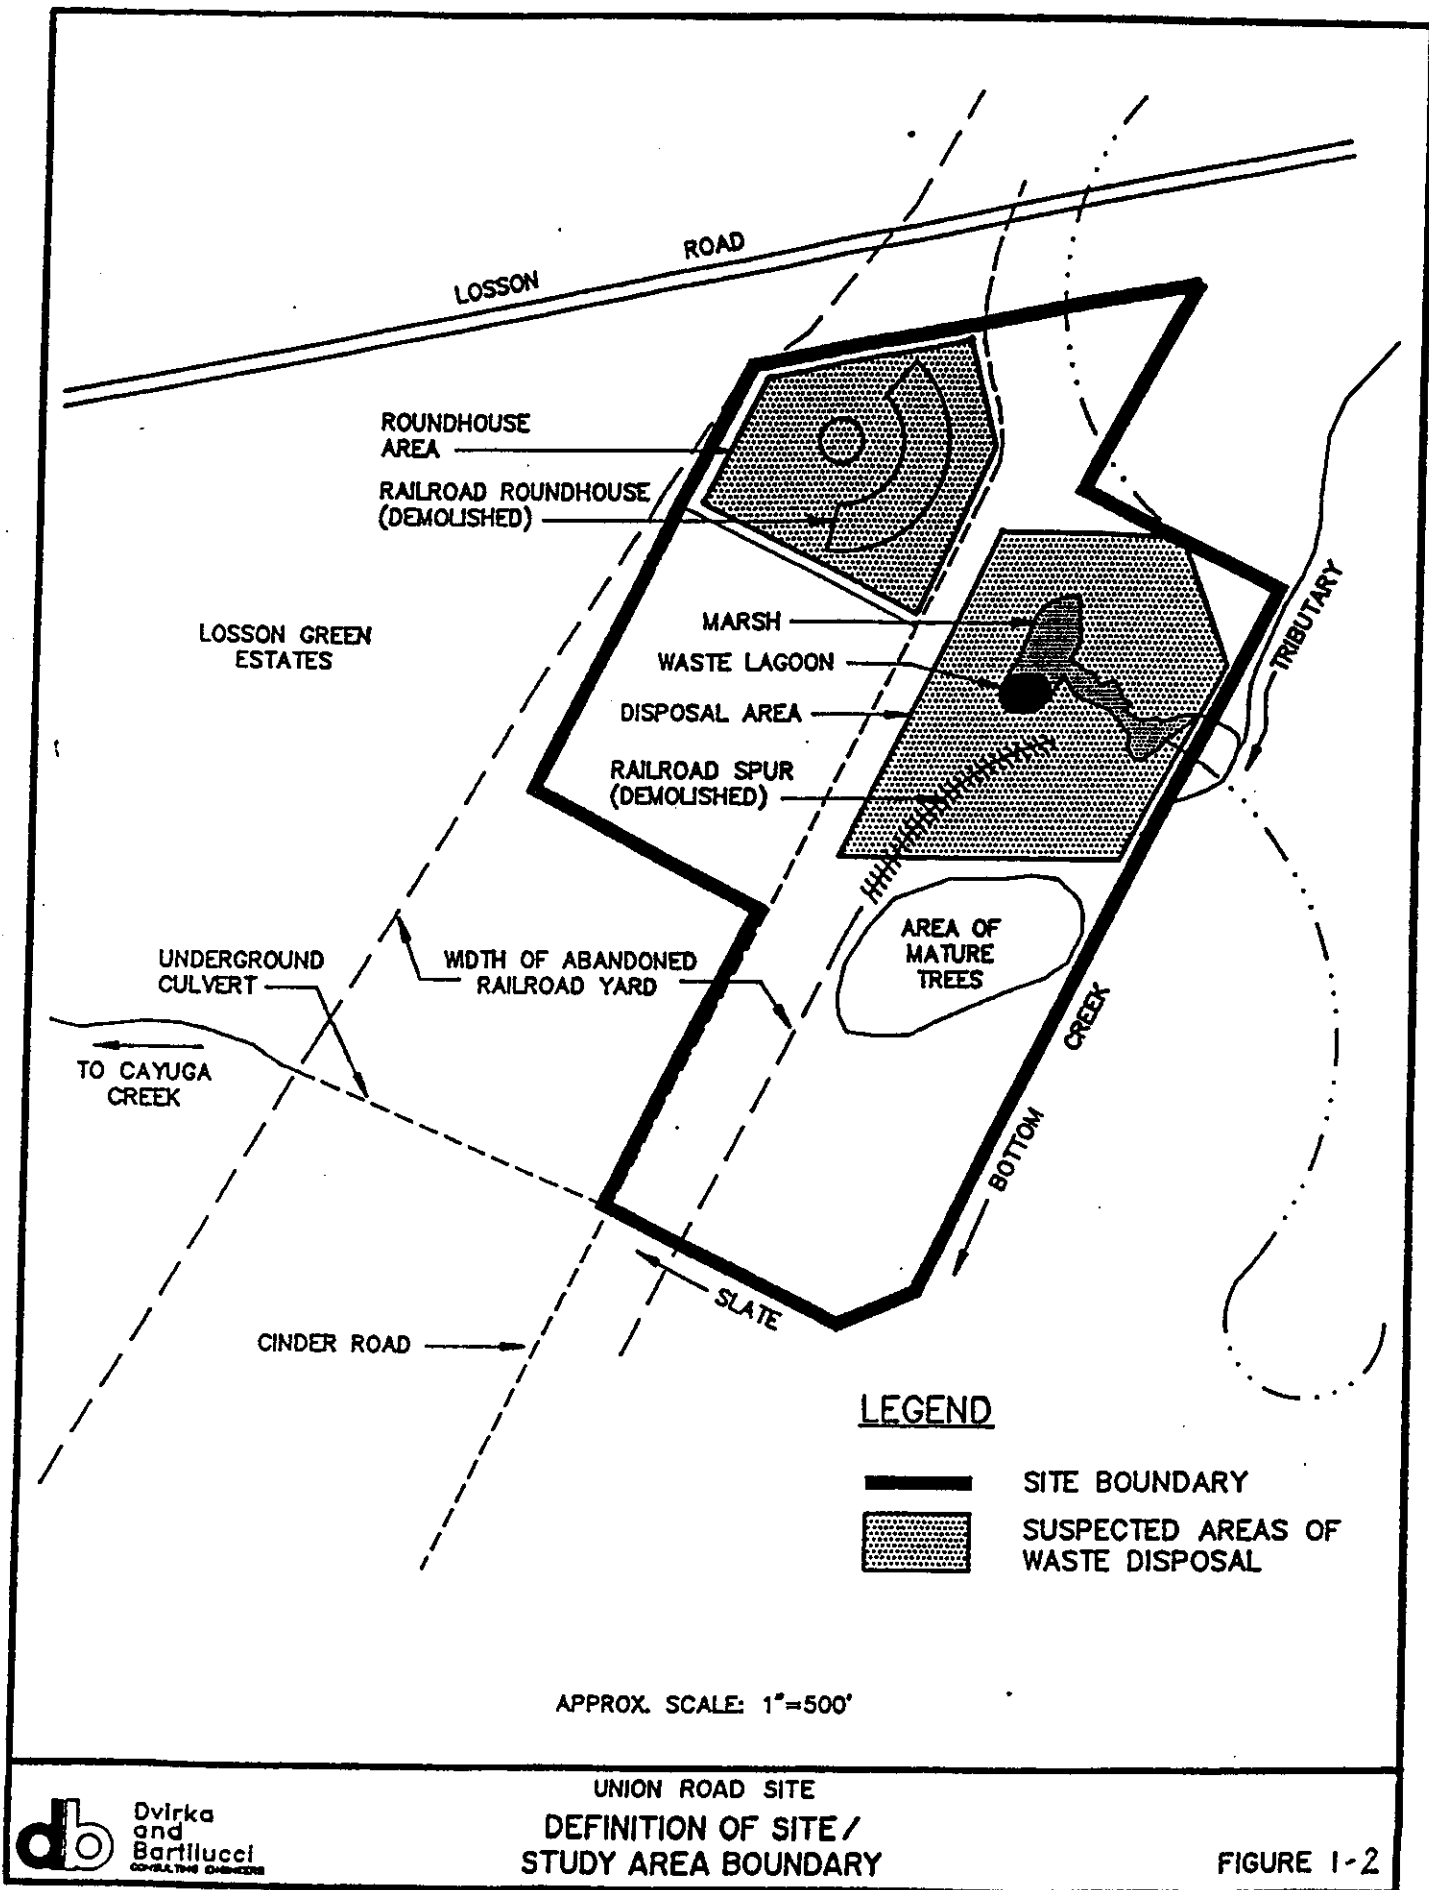 LOSSON ROAD
ROUNDHOUSE
AREA
RAILROAD ROUNDHOUSE
(DEMOLISHED)
LOSSON GREEN
ESTATES
MARSH
WASTE LAGOON
DISPOSAL AREA
RAILROAD SPUR
(DEMOLISHED)
TRIBUTARY
AREA OF
MATURE
TREES
UNDERGROUND
CULVERT
WIDTH OF ABANDONED
RAILROAD YARD
TO CAYUGA
CREEK
SLATE BOTTOM CREEK
CINDER ROAD
LEGEND
SITE BOUNDARY
SUSPECTED AREAS OF
WASTE DISPOSAL
APPROX. SCALE: 1"=500'
db
Dvirka
and
Bartilucci
CONSULTING ENGINEERS
UNION ROAD SITE
DEFINITION OF SITE/
STUDY AREA BOUNDARY
FIGURE 1-2